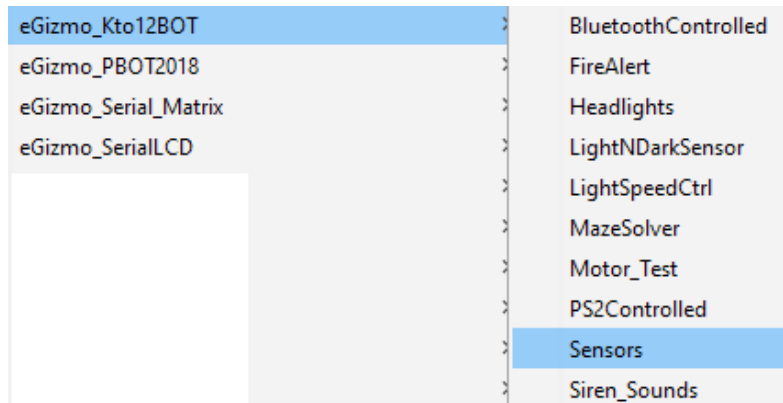 eGizmo_Kto12BOT
eGizmo_PBOT2018
eGizmo_Serial_Matrix
eGizmo_SerialLCD
BluetoothControlled
FireAlert
Headlights
LightNDarkSensor
LightSpeedCtrl
MazeSolver
Motor_Test
PS2Controlled
Sensors
Siren_Sounds